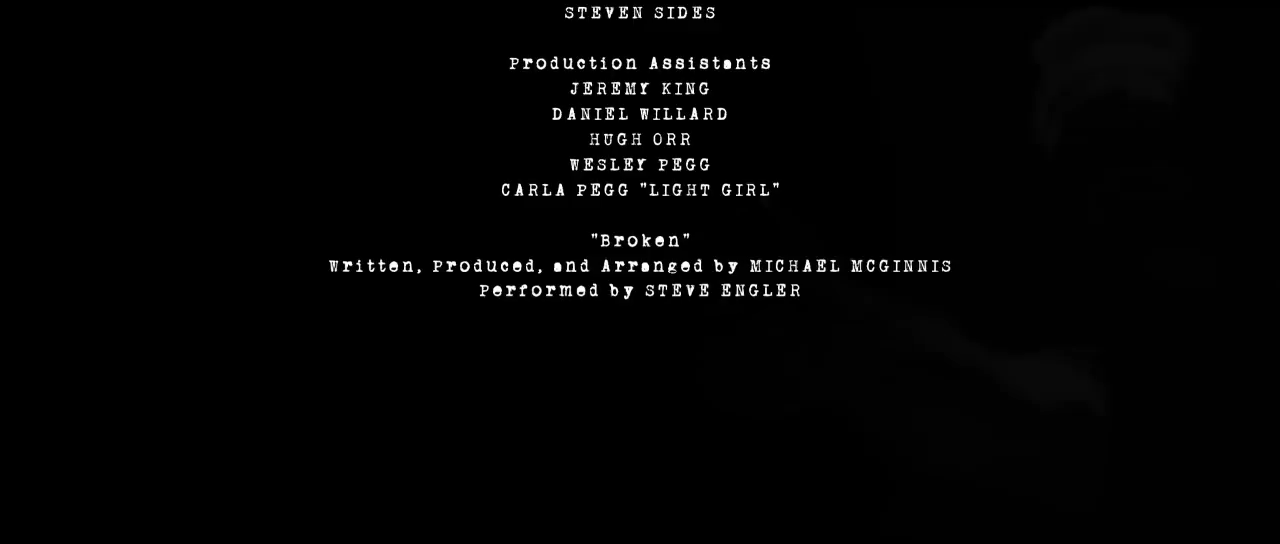 STEVEN SIDES
Production Assistants
JEREMY KING
DANIEL WILLARD
HUGH ORR
WESLEY PEGG
CARLA PEGG "LIGHT GIRL"
"Broken"
Written, Produced, and Arranged by MICHAEL MCGINNIS
Performed by STEVE ENGLER